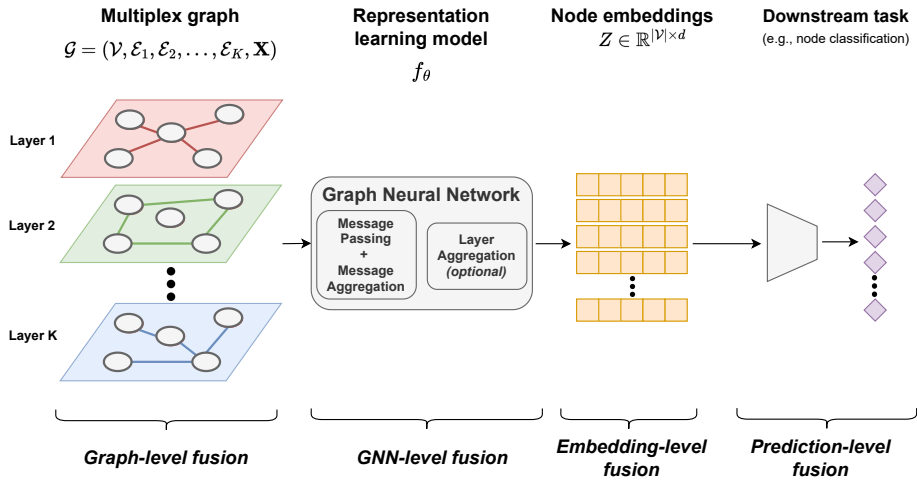 Multiplex graph
𝒢 = (𝒱, ℰ₁, ℰ₂, . . . , ℰ_K, 𝐗)
Representation
learning model
f_θ
Node embeddings
Z ∈ ℝ^{|𝒱|×d}
Downstream task
(e.g., node classification)
Layer 1
Layer 2
Layer K
Graph Neural Network
Message
Passing
+
Message
Aggregation
Layer
Aggregation
(optional)
Graph-level fusion
GNN-level fusion
Embedding-level
fusion
Prediction-level
fusion